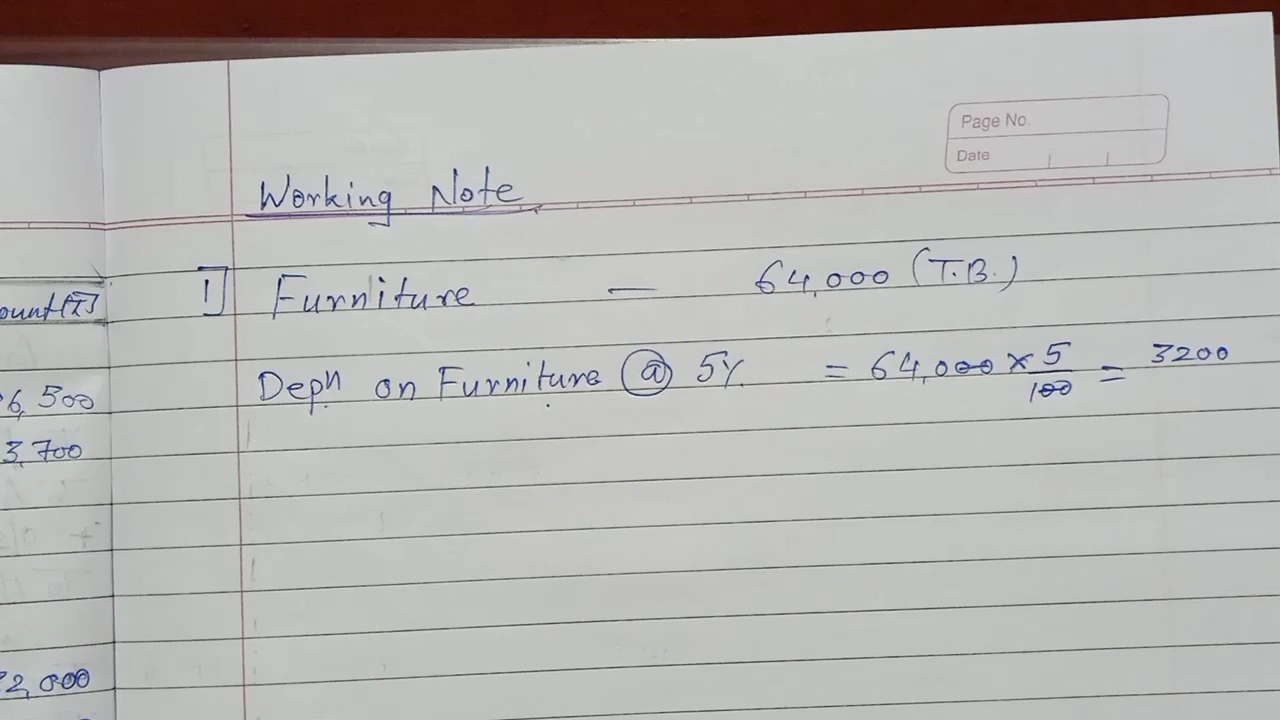 Page No.
Date
Working Note
1] Furniture — 64,000 (T.B.)
Depn on Furniture @ 5% = 64,000 × 5/100 = 3200
6,500
3,700
2,000